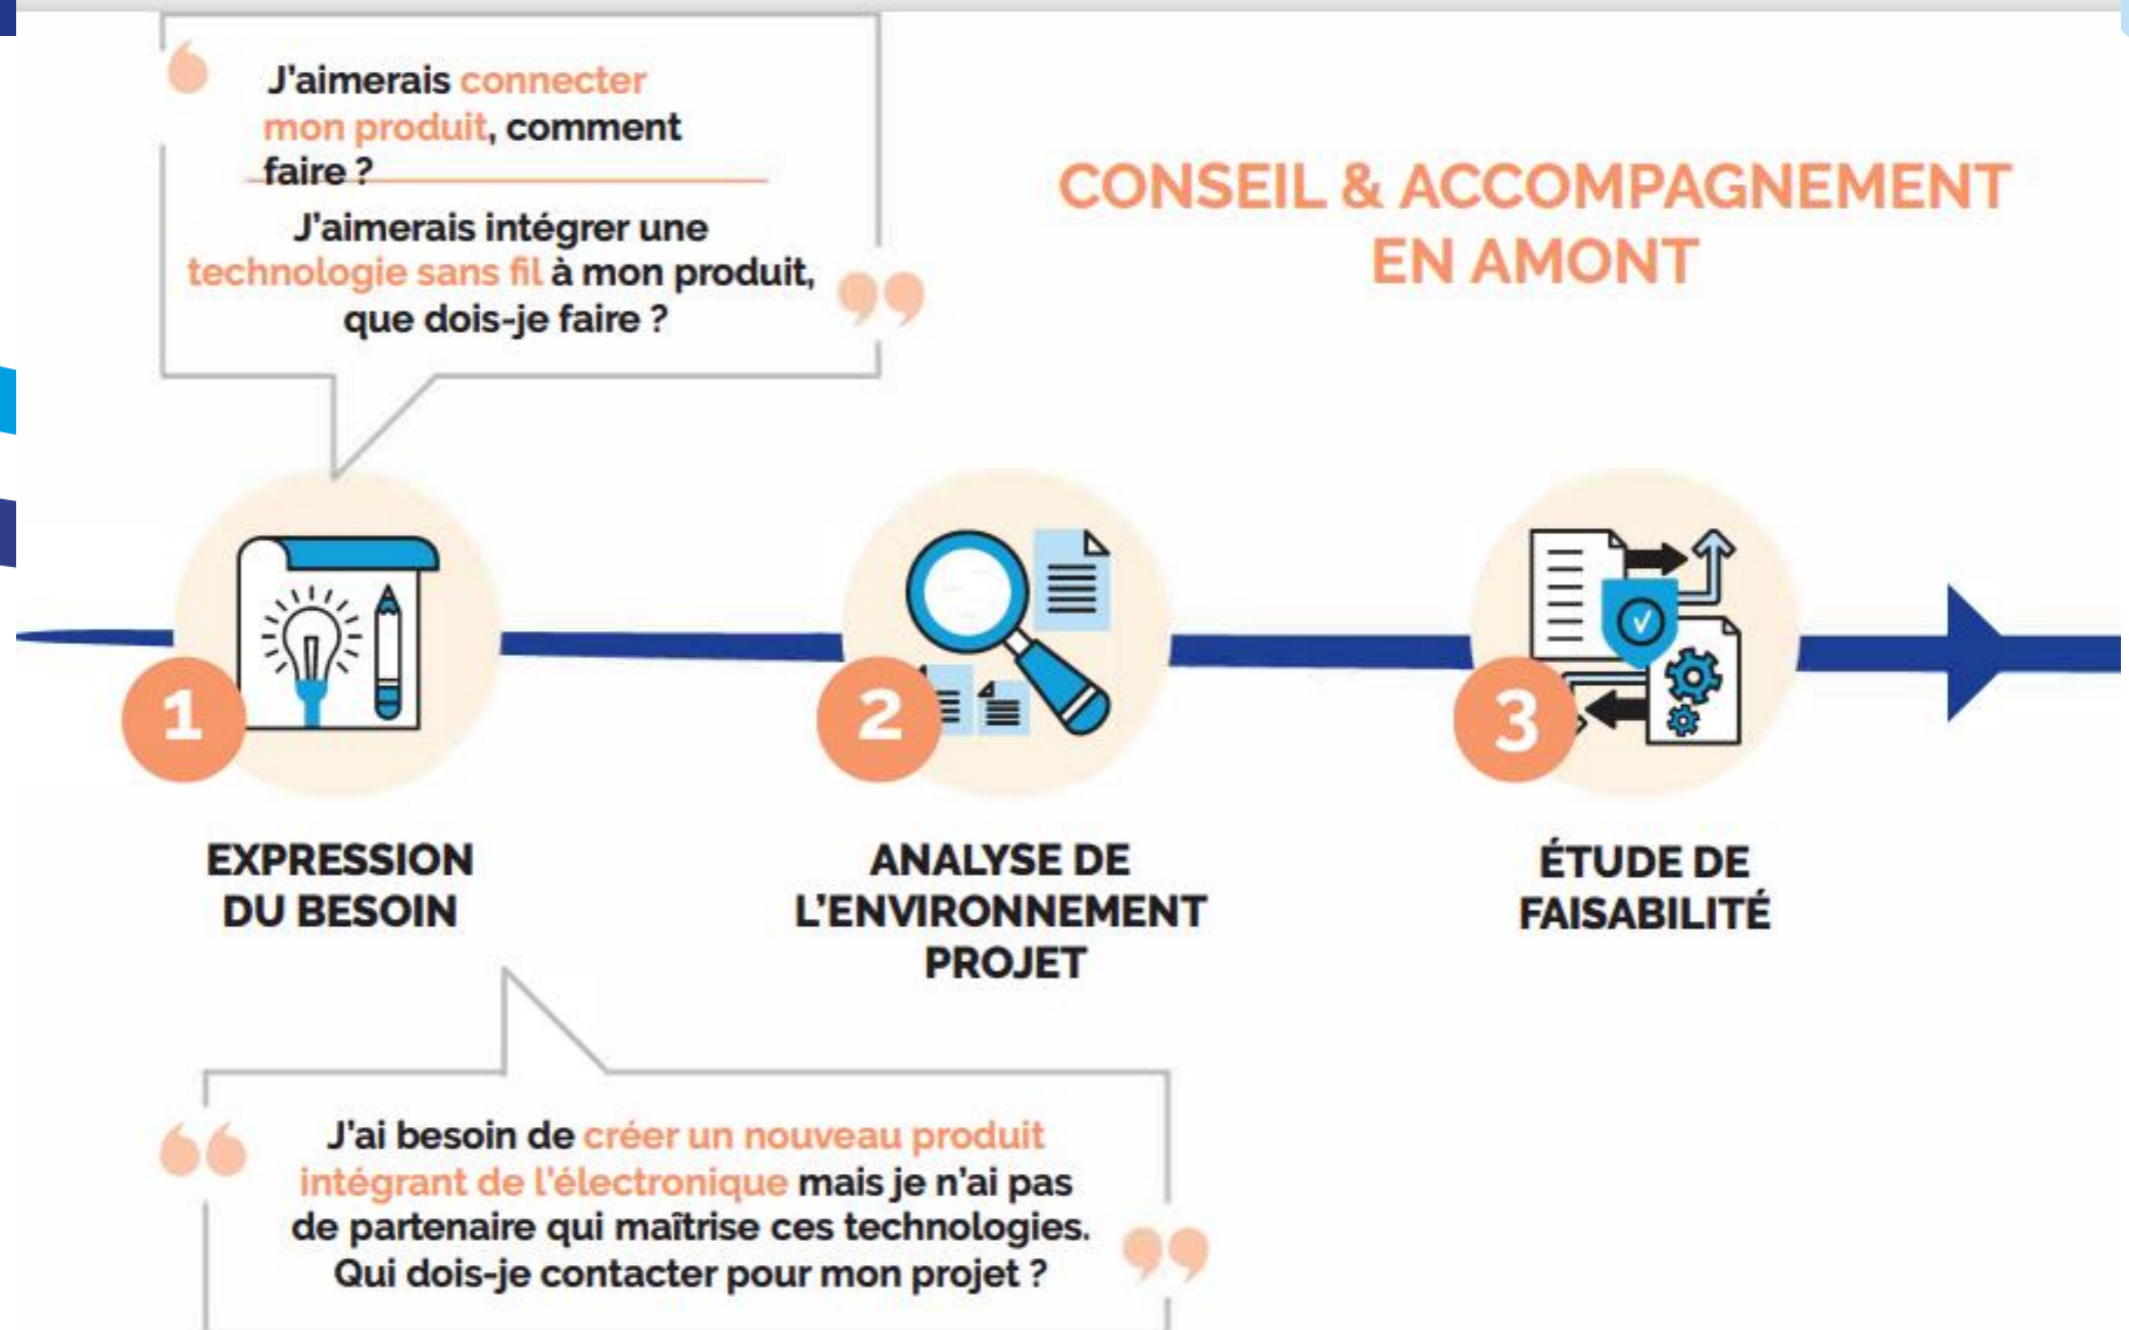 J'aimerais connecter
mon produit, comment
faire ?
J'aimerais intégrer une
technologie sans fil à mon produit,
que dois-je faire ?
CONSEIL & ACCOMPAGNEMENT
EN AMONT
1
2
3
EXPRESSION
DU BESOIN
ANALYSE DE
L'ENVIRONNEMENT
PROJET
ÉTUDE DE
FAISABILITÉ
J'ai besoin de créer un nouveau produit
intégrant de l'électronique mais je n'ai pas
de partenaire qui maîtrise ces technologies.
Qui dois-je contacter pour mon projet ?